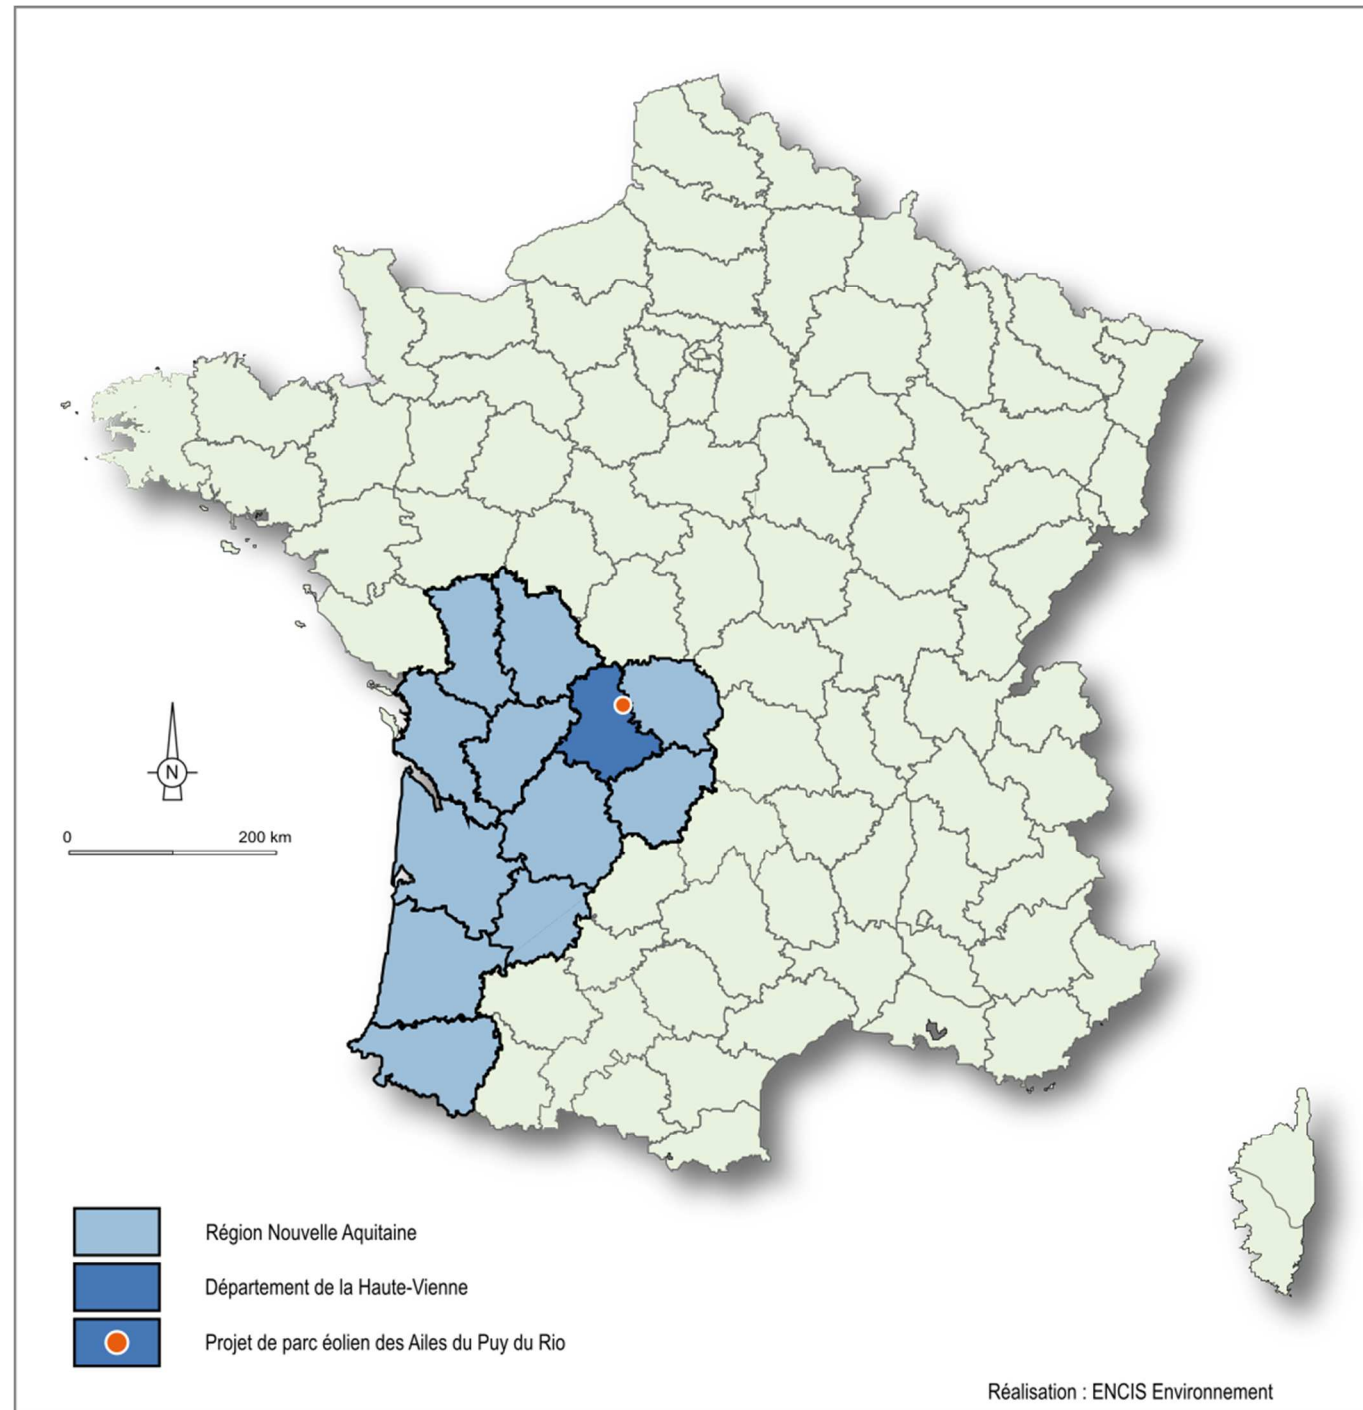 N
0 200 km
Région Nouvelle Aquitaine
Département de la Haute-Vienne
Projet de parc éolien des Ailes du Puy du Rio
Réalisation : ENCIS Environnement